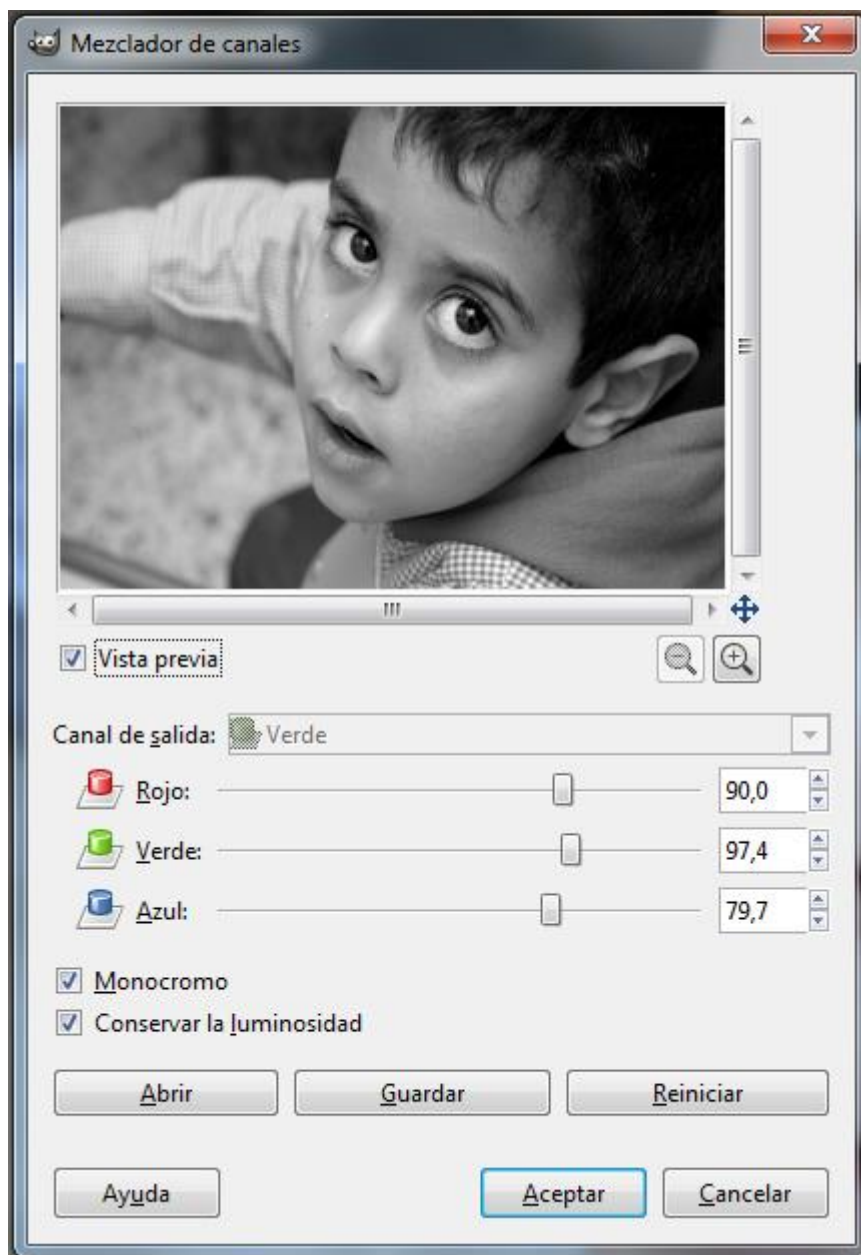 Mezclador de canales
Vista previa
Canal de salida: Verde
Rojo: 90,0
Verde: 97,4
Azul: 79,7
Monocromo
Conservar la luminosidad
Abrir Guardar Reiniciar
Ayuda Aceptar Cancelar